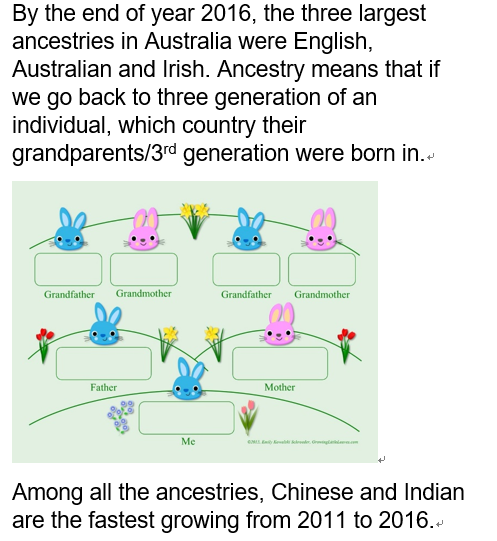 By the end of year 2016, the three largest
ancestries in Australia were English,
Australian and Irish. Ancestry means that if
we go back to three generation of an
individual, which country their
grandparents/3rd generation were born in.
Grandfather Grandmother Grandfather Grandmother
Father Mother
Me
Among all the ancestries, Chinese and Indian
are the fastest growing from 2011 to 2016.